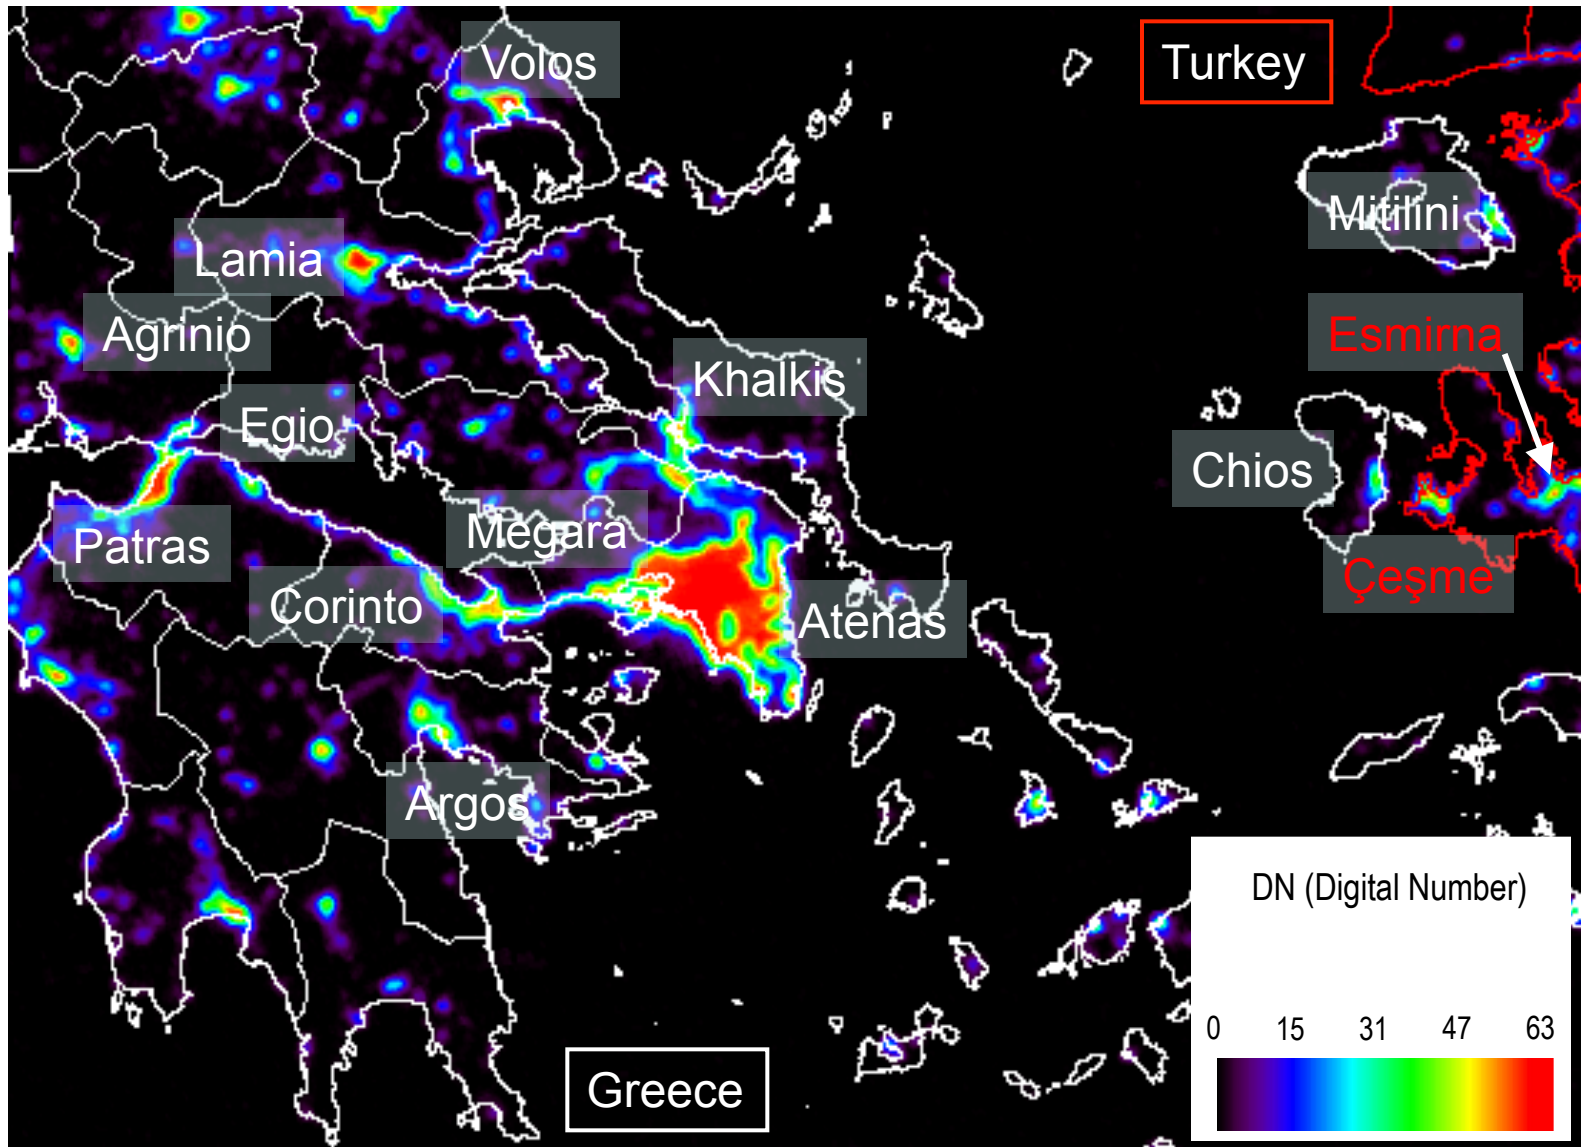 Volos
Turkey
Mitilini
Lamia
Agrinio
Esmirna
Khalkis
Egio
Chios
Patras
Megara
Çeşme
Corinto
Atenas
Argos
DN (Digital Number)
0 15 31 47 63
Greece